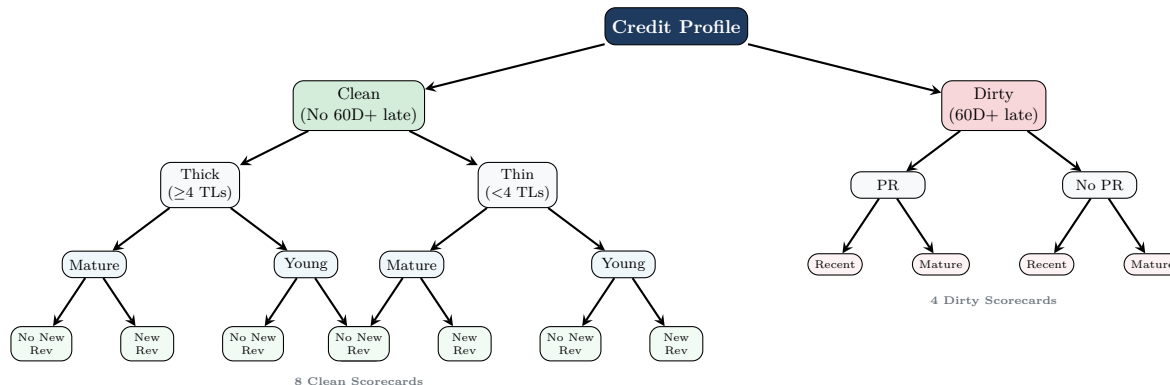 Credit Profile
Clean
(No 60D+ late)
Dirty
(60D+ late)
Thick
(≥4 TLs)
Thin
(<4 TLs)
PR
No PR
Mature
Young
Mature
Young
Recent
Mature
Recent
Mature
4 Dirty Scorecards
No New
Rev
New
Rev
No New
Rev
No New
Rev
New
Rev
No New
Rev
New
Rev
8 Clean Scorecards